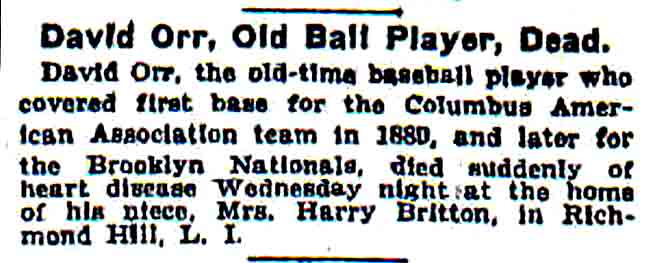 David Orr, Old Ball Player, Dead.
David Orr, the old-time baseball player who
covered first base for the Columbus Amer-
ican Association team in 1880, and later for
the Brooklyn Nationals, died suddenly of
heart disease Wednesday night at the home
of his niece, Mrs. Harry Britton, in Rich-
mond Hill, L. I.